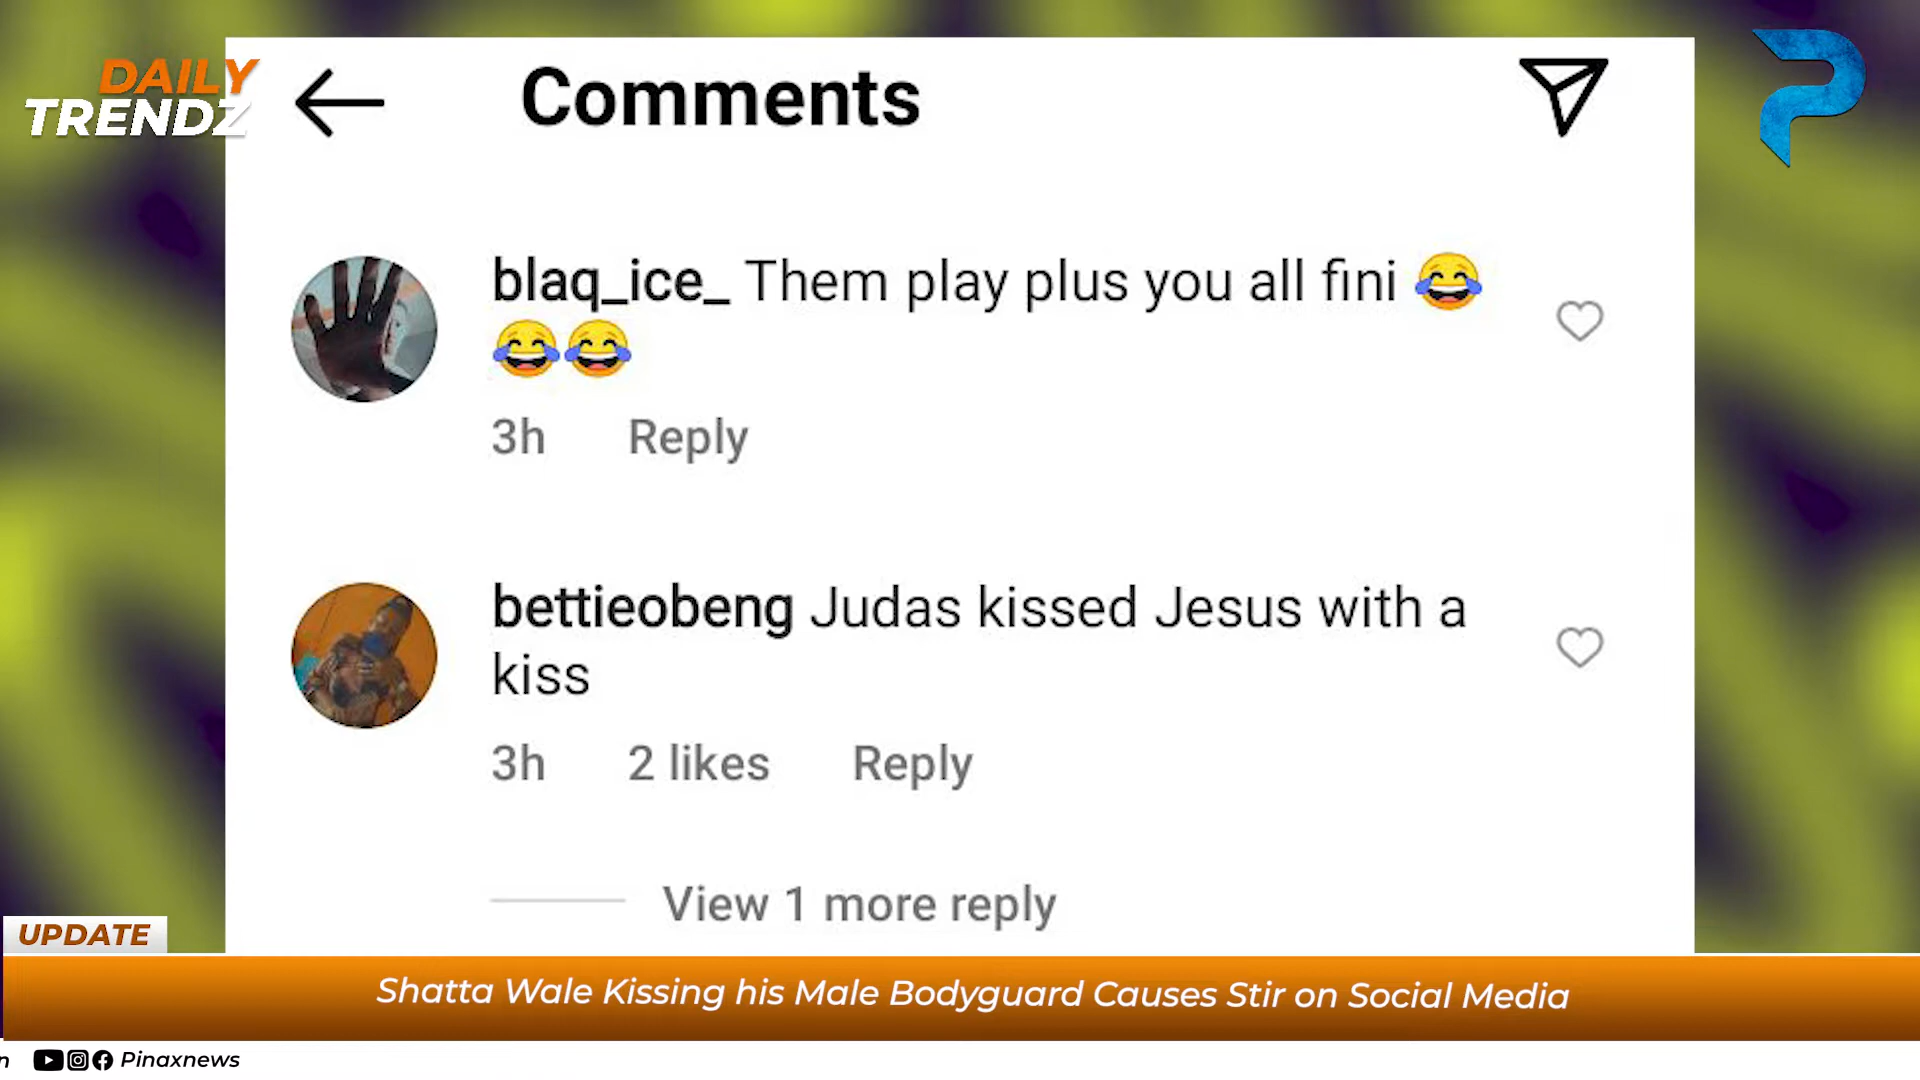 DAILY
TRENDZ
Comments
blaq_ice_ Them play plus you all fini 😂
😂😂
3h Reply
bettieobeng Judas kissed Jesus with a
kiss
3h 2 likes Reply
View 1 more reply
UPDATE
Shatta Wale Kissing his Male Bodyguard Causes Stir on Social Media
n Pinaxnews